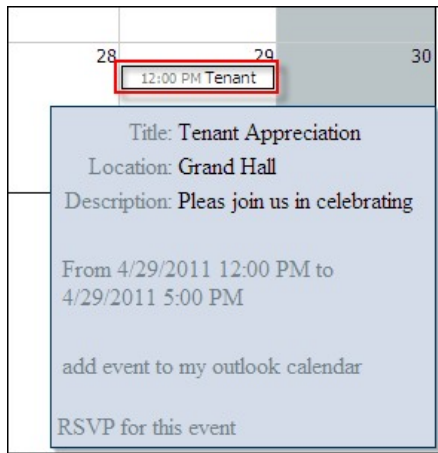 28 29 30
12:00 PM Tenant
Title: Tenant Appreciation
Location: Grand Hall
Description: Pleas join us in celebrating
From 4/29/2011 12:00 PM to
4/29/2011 5:00 PM
add event to my outlook calendar
RSVP for this event